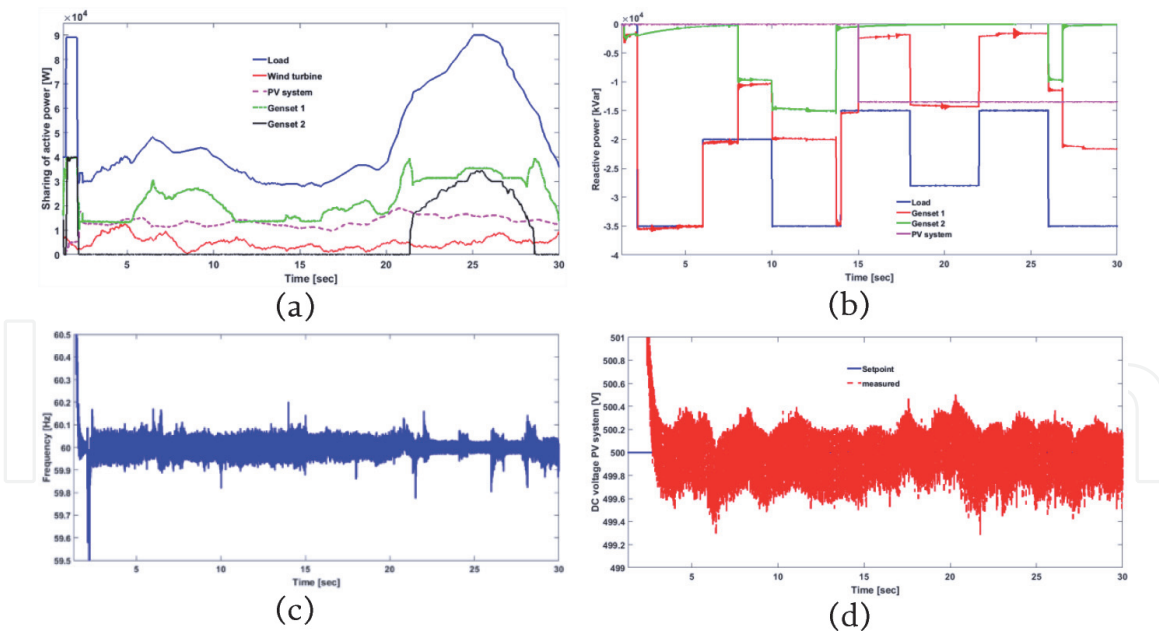 ×10⁴
9
8
7
6
5
4
3
2
1
0
Sharing of active power [W]
Load
Wind turbine
PV system
Genset 1
Genset 2
5 10 15 20 25 30
Time [sec]
(a)
×10⁴
0
-0.5
-1
-1.5
-2
-2.5
-3
-3.5
-4
Reactive power [kVar]
Load
Genset 1
Genset 2
PV system
5 10 15 20 25 30
Time [sec]
(b)
60.5
60.4
60.3
60.2
60.1
60
59.9
59.8
59.7
59.6
59.5
Frequency [Hz]
5 10 15 20 25 30
Time [sec]
(c)
501
500.8
500.6
500.4
500.2
500
499.8
499.6
499.4
499.2
499
DC voltage PV system [V]
Setpoint
measured
5 10 15 20 25 30
Time [sec]
(d)